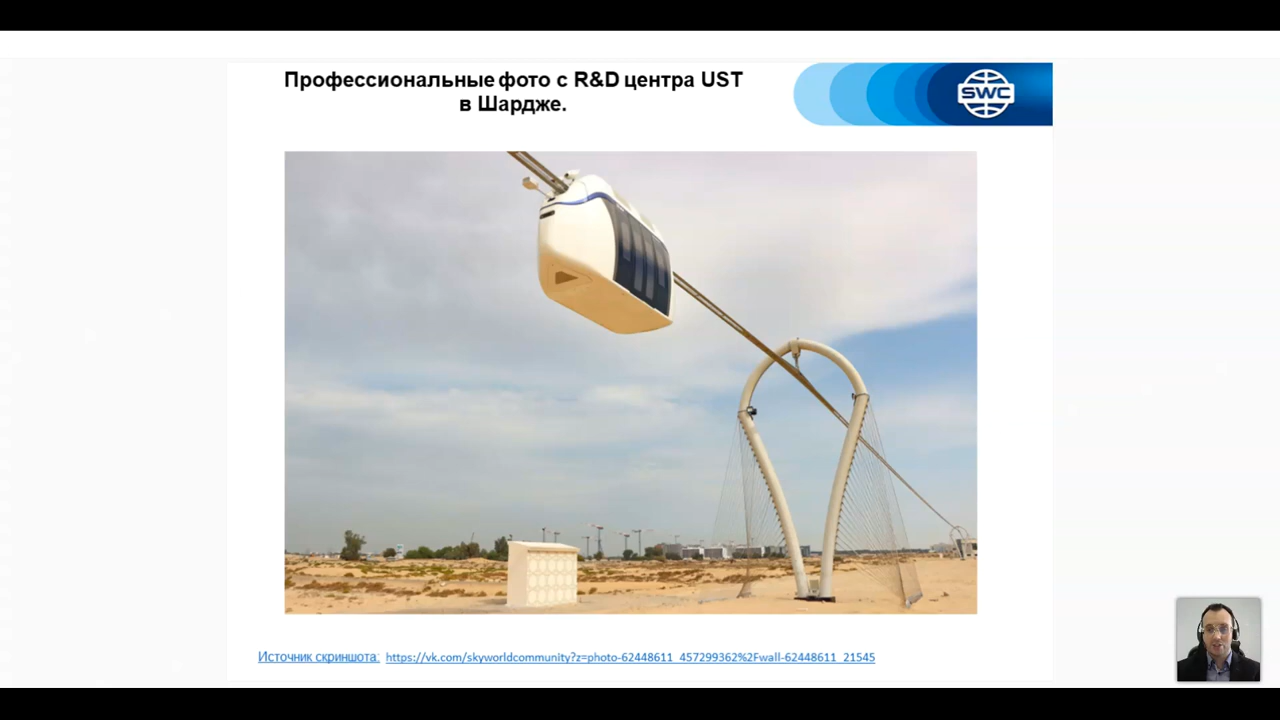 Профессиональные фото с R&D центра UST
в Шардже.
SWC
Источник скриншота: https://vk.com/skyworldcommunity?z=photo-62448611_457299362%2Fwall-62448611_21545